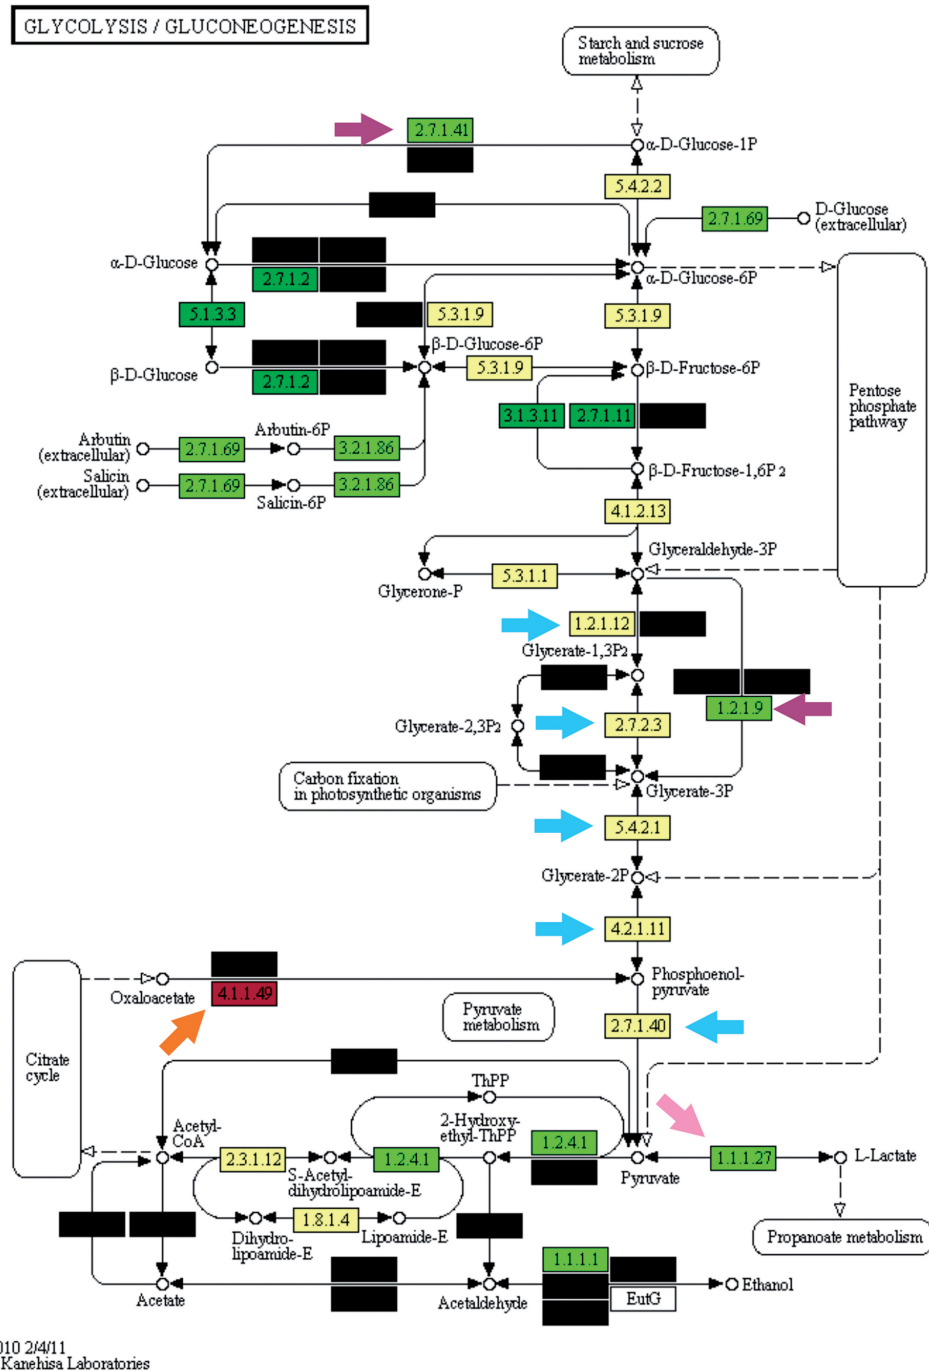 GLYCOLYSIS / GLUCONEOGENESIS
Starch and sucrose
metabolism
2.7.1.41
α-D-Glucose-1P
5.4.2.2
2.7.1.69
D-Glucose
(extracellular)
α-D-Glucose
2.7.1.2
α-D-Glucose-6P
5.1.3.3
5.3.1.9
5.3.1.9
β-D-Glucose-6P
β-D-Glucose
2.7.1.2
5.3.1.9
β-D-Fructose-6P
Pentose
phosphate
pathway
3.1.3.11
2.7.1.11
Arbutin
(extracellular)
2.7.1.69
Arbutin-6P
3.2.1.86
Salicin
(extracellular)
2.7.1.69
Salicin-6P
3.2.1.86
β-D-Fructose-1,6P2
4.1.2.13
Glyceraldehyde-3P
Glycerone-P
5.3.1.1
1.2.1.12
Glycerate-1,3P2
1.2.1.9
Glycerate-2,3P2
2.7.2.3
Carbon fixation
in photosynthetic organisms
Glycerate-3P
5.4.2.1
Glycerate-2P
4.2.1.11
Oxaloacetate
4.1.1.49
Phosphoenol-
pyruvate
Pyruvate
metabolism
2.7.1.40
Citrate
cycle
ThPP
Acetyl-
CoA
2-Hydroxy-
ethyl-ThPP
1.2.4.1
2.3.1.12
S-Acetyl-
dihydrolipoamide-E
1.2.4.1
Pyruvate
1.1.1.27
L-Lactate
Dihydro-
lipoamide-E
1.8.1.4
Lipoamide-E
Propanoate metabolism
1.1.1.1
Acetate
Acetaldehyde
EutG
Ethanol
010 2/4/11
Kanehisa Laboratories